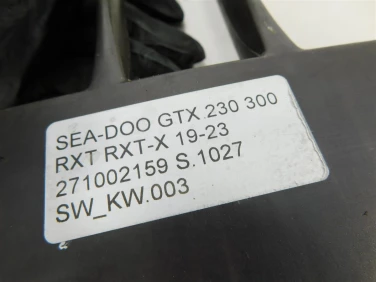 SEA-DOO GTX 230 300
RXT RXT-X 19-23
271002159 S.1027
SW_KW.003